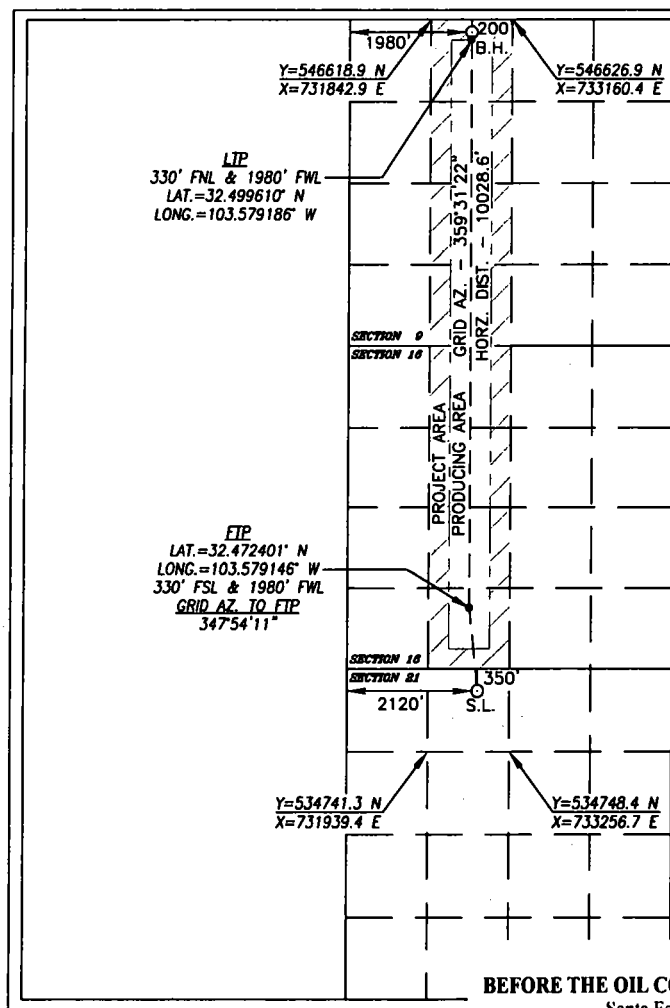 1980'
200'
B.H.
Y=546618.9 N
X=731842.9 E
Y=546626.9 N
X=733160.4 E
LTP
330' FNL & 1980' FWL
LAT.=32.499610° N
LONG.=103.579186° W
GRID AZ. - 359°31'22"
HORZ. DIST. - 10028.6'
SECTION 9
SECTION 16
PROJECT AREA
PRODUCING AREA
FTP
LAT.=32.472401° N
LONG.=103.579146° W
330' FSL & 1980' FWL
GRID AZ. TO FTP
347°54'11"
SECTION 16
SECTION 21
350'
2120'
S.L.
Y=534741.3 N
X=731939.4 E
Y=534748.4 N
X=733256.7 E
BEFORE THE OIL C